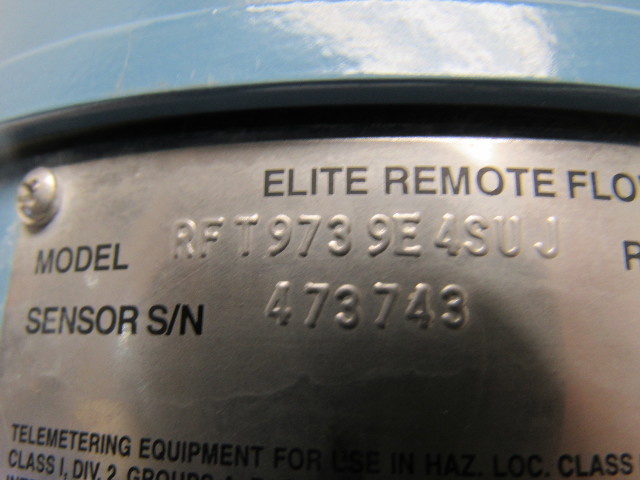 ELITE REMOTE FLO
MODEL RFT9739E4SUJ R
SENSOR S/N 473743
TELEMETERING EQUIPMENT FOR USE IN HAZ. LOC. CLASS
CLASS I, DIV. 2, GROUPS A,